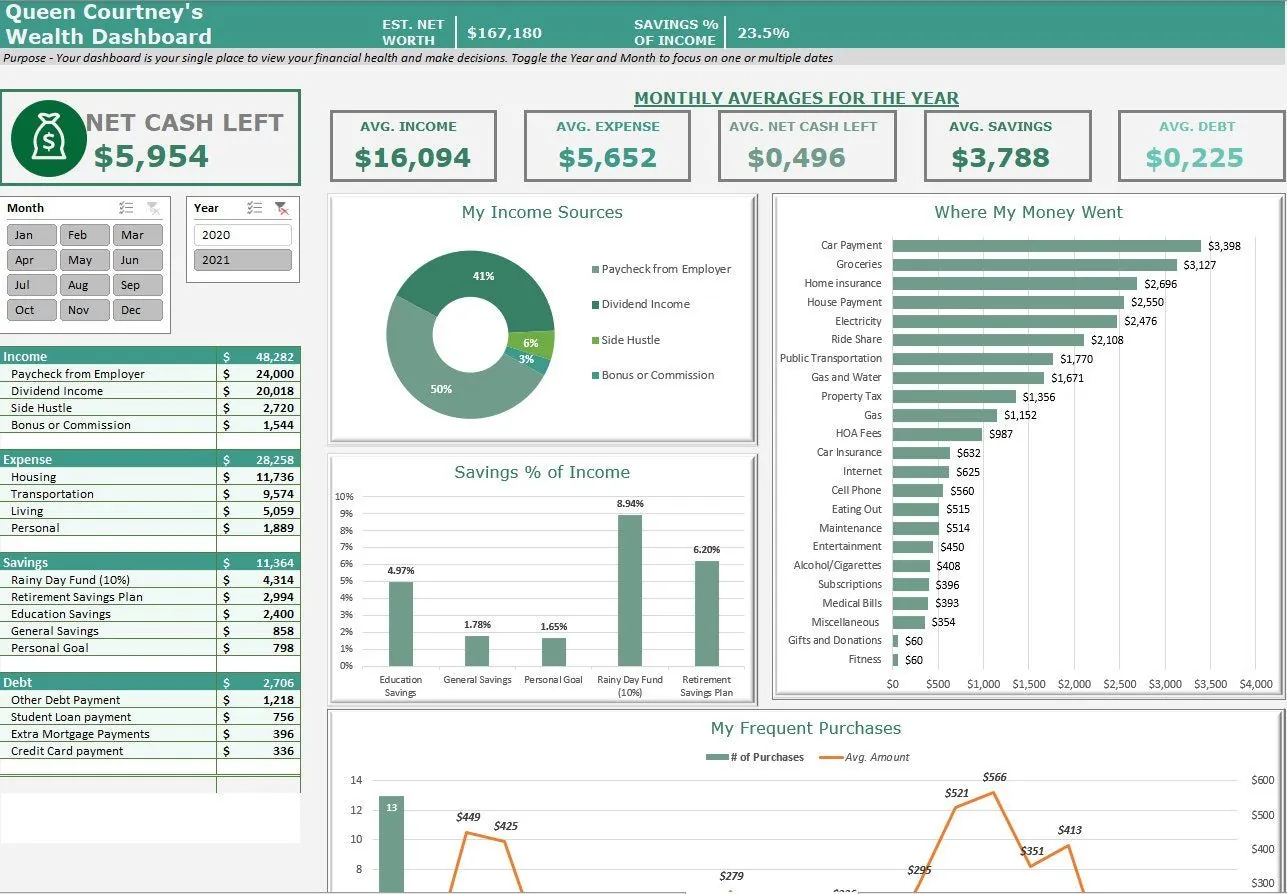 Queen Courtney's
Wealth Dashboard
EST. NET
WORTH
$167,180
SAVINGS %
OF INCOME
23.5%
Purpose - Your dashboard is your single place to view your financial health and make decisions. Toggle the Year and Month to focus on one or multiple dates
NET CASH LEFT
$5,954
MONTHLY AVERAGES FOR THE YEAR
AVG. INCOME
$16,094
AVG. EXPENSE
$5,652
AVG. NET CASH LEFT
$0,496
AVG. SAVINGS
$3,788
AVG. DEBT
$0,225
Month
Jan Feb Mar
Apr May Jun
Jul Aug Sep
Oct Nov Dec
Year
2020
2021
Income $ 48,282
Paycheck from Employer $ 24,000
Dividend Income $ 20,018
Side Hustle $ 2,720
Bonus or Commission $ 1,544
Expense $ 28,258
Housing $ 11,736
Transportation $ 9,574
Living $ 5,059
Personal $ 1,889
Savings $ 11,364
Rainy Day Fund (10%) $ 4,314
Retirement Savings Plan $ 2,994
Education Savings $ 2,400
General Savings $ 858
Personal Goal $ 798
Debt $ 2,706
Other Debt Payment $ 1,218
Student Loan payment $ 756
Extra Mortgage Payments $ 396
Credit Card payment $ 336
My Income Sources
41%
6%
3%
50%
Paycheck from Employer
Dividend Income
Side Hustle
Bonus or Commission
Savings % of Income
10%
9%
8%
7%
6%
5%
4%
3%
2%
1%
0%
4.97%
1.78%
1.65%
8.94%
6.20%
Education
Savings
General Savings
Personal Goal
Rainy Day Fund
(10%)
Retirement
Savings Plan
Where My Money Went
Car Payment $3,398
Groceries $3,127
Home insurance $2,696
House Payment $2,550
Electricity $2,476
Ride Share $2,108
Public Transportation $1,770
Gas and Water $1,671
Property Tax $1,356
Gas $1,152
HOA Fees $987
Car Insurance $632
Internet $625
Cell Phone $560
Eating Out $515
Maintenance $514
Entertainment $450
Alcohol/Cigarettes $408
Subscriptions $396
Medical Bills $393
Miscellaneous $354
Gifts and Donations $60
Fitness $60
$0 $500 $1,000 $1,500 $2,000 $2,500 $3,000 $3,500 $4,000
My Frequent Purchases
# of Purchases Avg. Amount
14
12
10
8
13
$449
$425
$279
$295
$521
$566
$351
$413
$600
$500
$400
$300